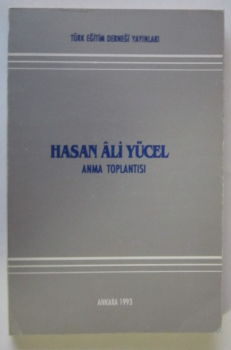 TÜRK EĞİTİM DERNEĞİ YAYINLARI
HASAN ÂLİ YÜCEL
ANMA TOPLANTISI
ANKARA 1993